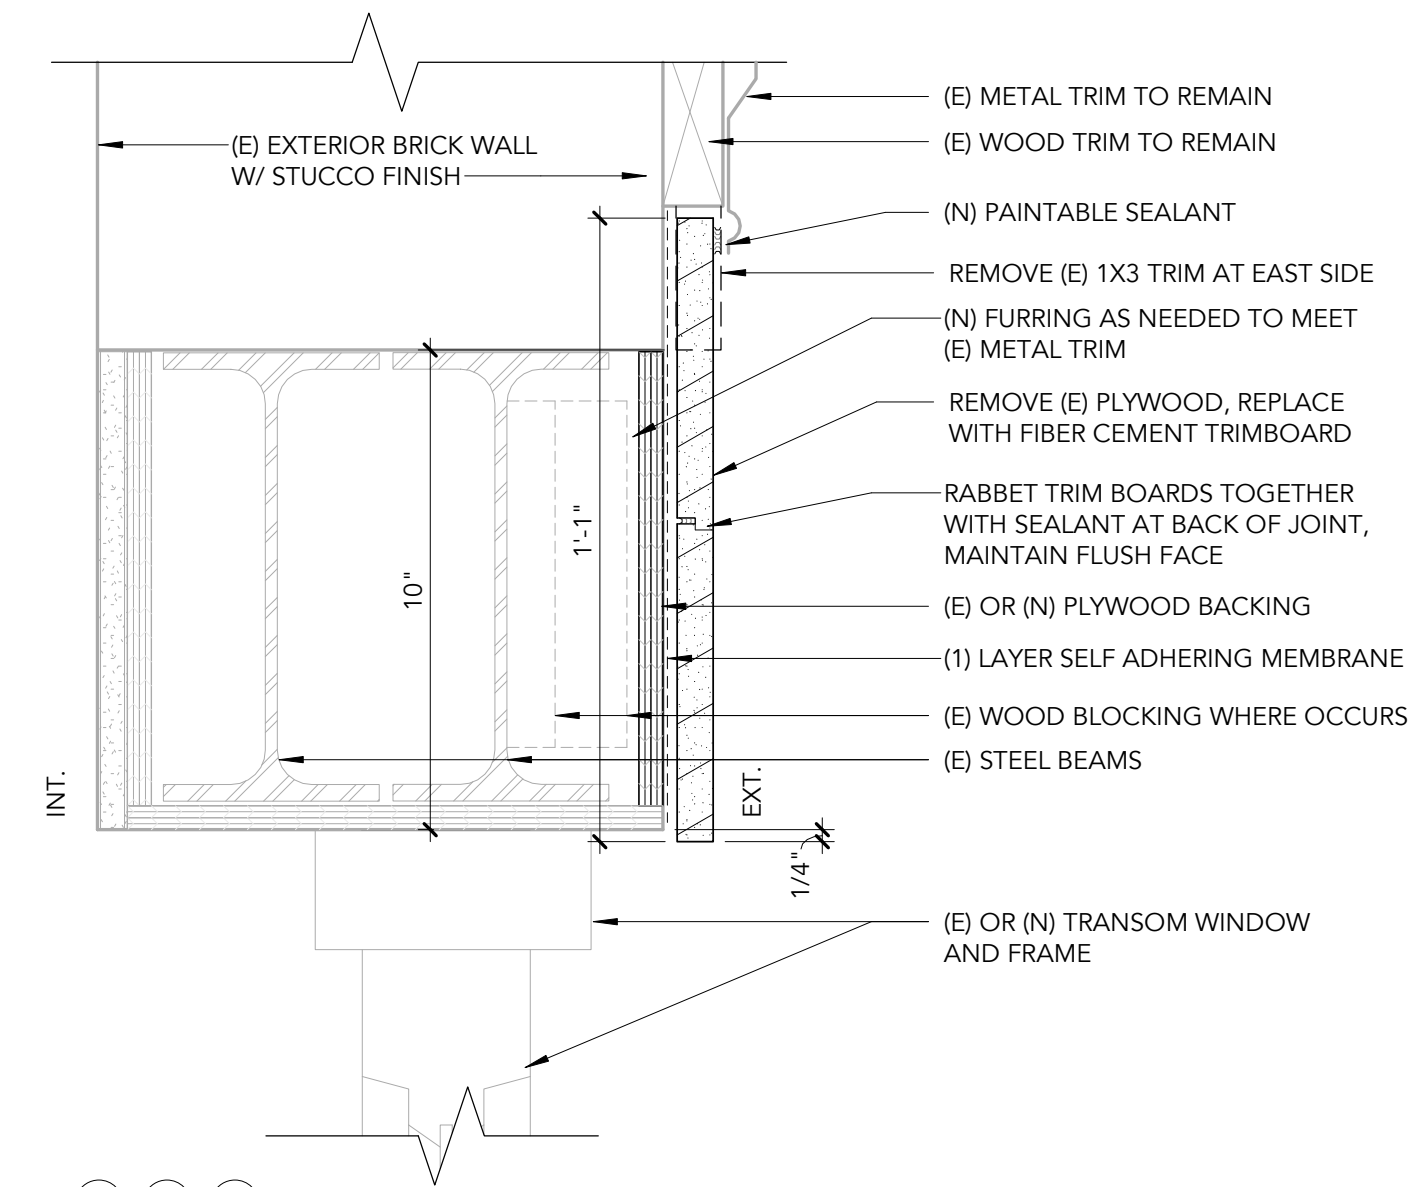 (E) EXTERIOR BRICK WALL
W/ STUCCO FINISH
(E) METAL TRIM TO REMAIN
(E) WOOD TRIM TO REMAIN
(N) PAINTABLE SEALANT
REMOVE (E) 1X3 TRIM AT EAST SIDE
(N) FURRING AS NEEDED TO MEET
(E) METAL TRIM
REMOVE (E) PLYWOOD, REPLACE
WITH FIBER CEMENT TRIMBOARD
RABBET TRIM BOARDS TOGETHER
WITH SEALANT AT BACK OF JOINT,
MAINTAIN FLUSH FACE
(E) OR (N) PLYWOOD BACKING
(1) LAYER SELF ADHERING MEMBRANE
(E) WOOD BLOCKING WHERE OCCURS
(E) STEEL BEAMS
(E) OR (N) TRANSOM WINDOW
AND FRAME
INT.
10"
1'-1"
EXT.
1/4"